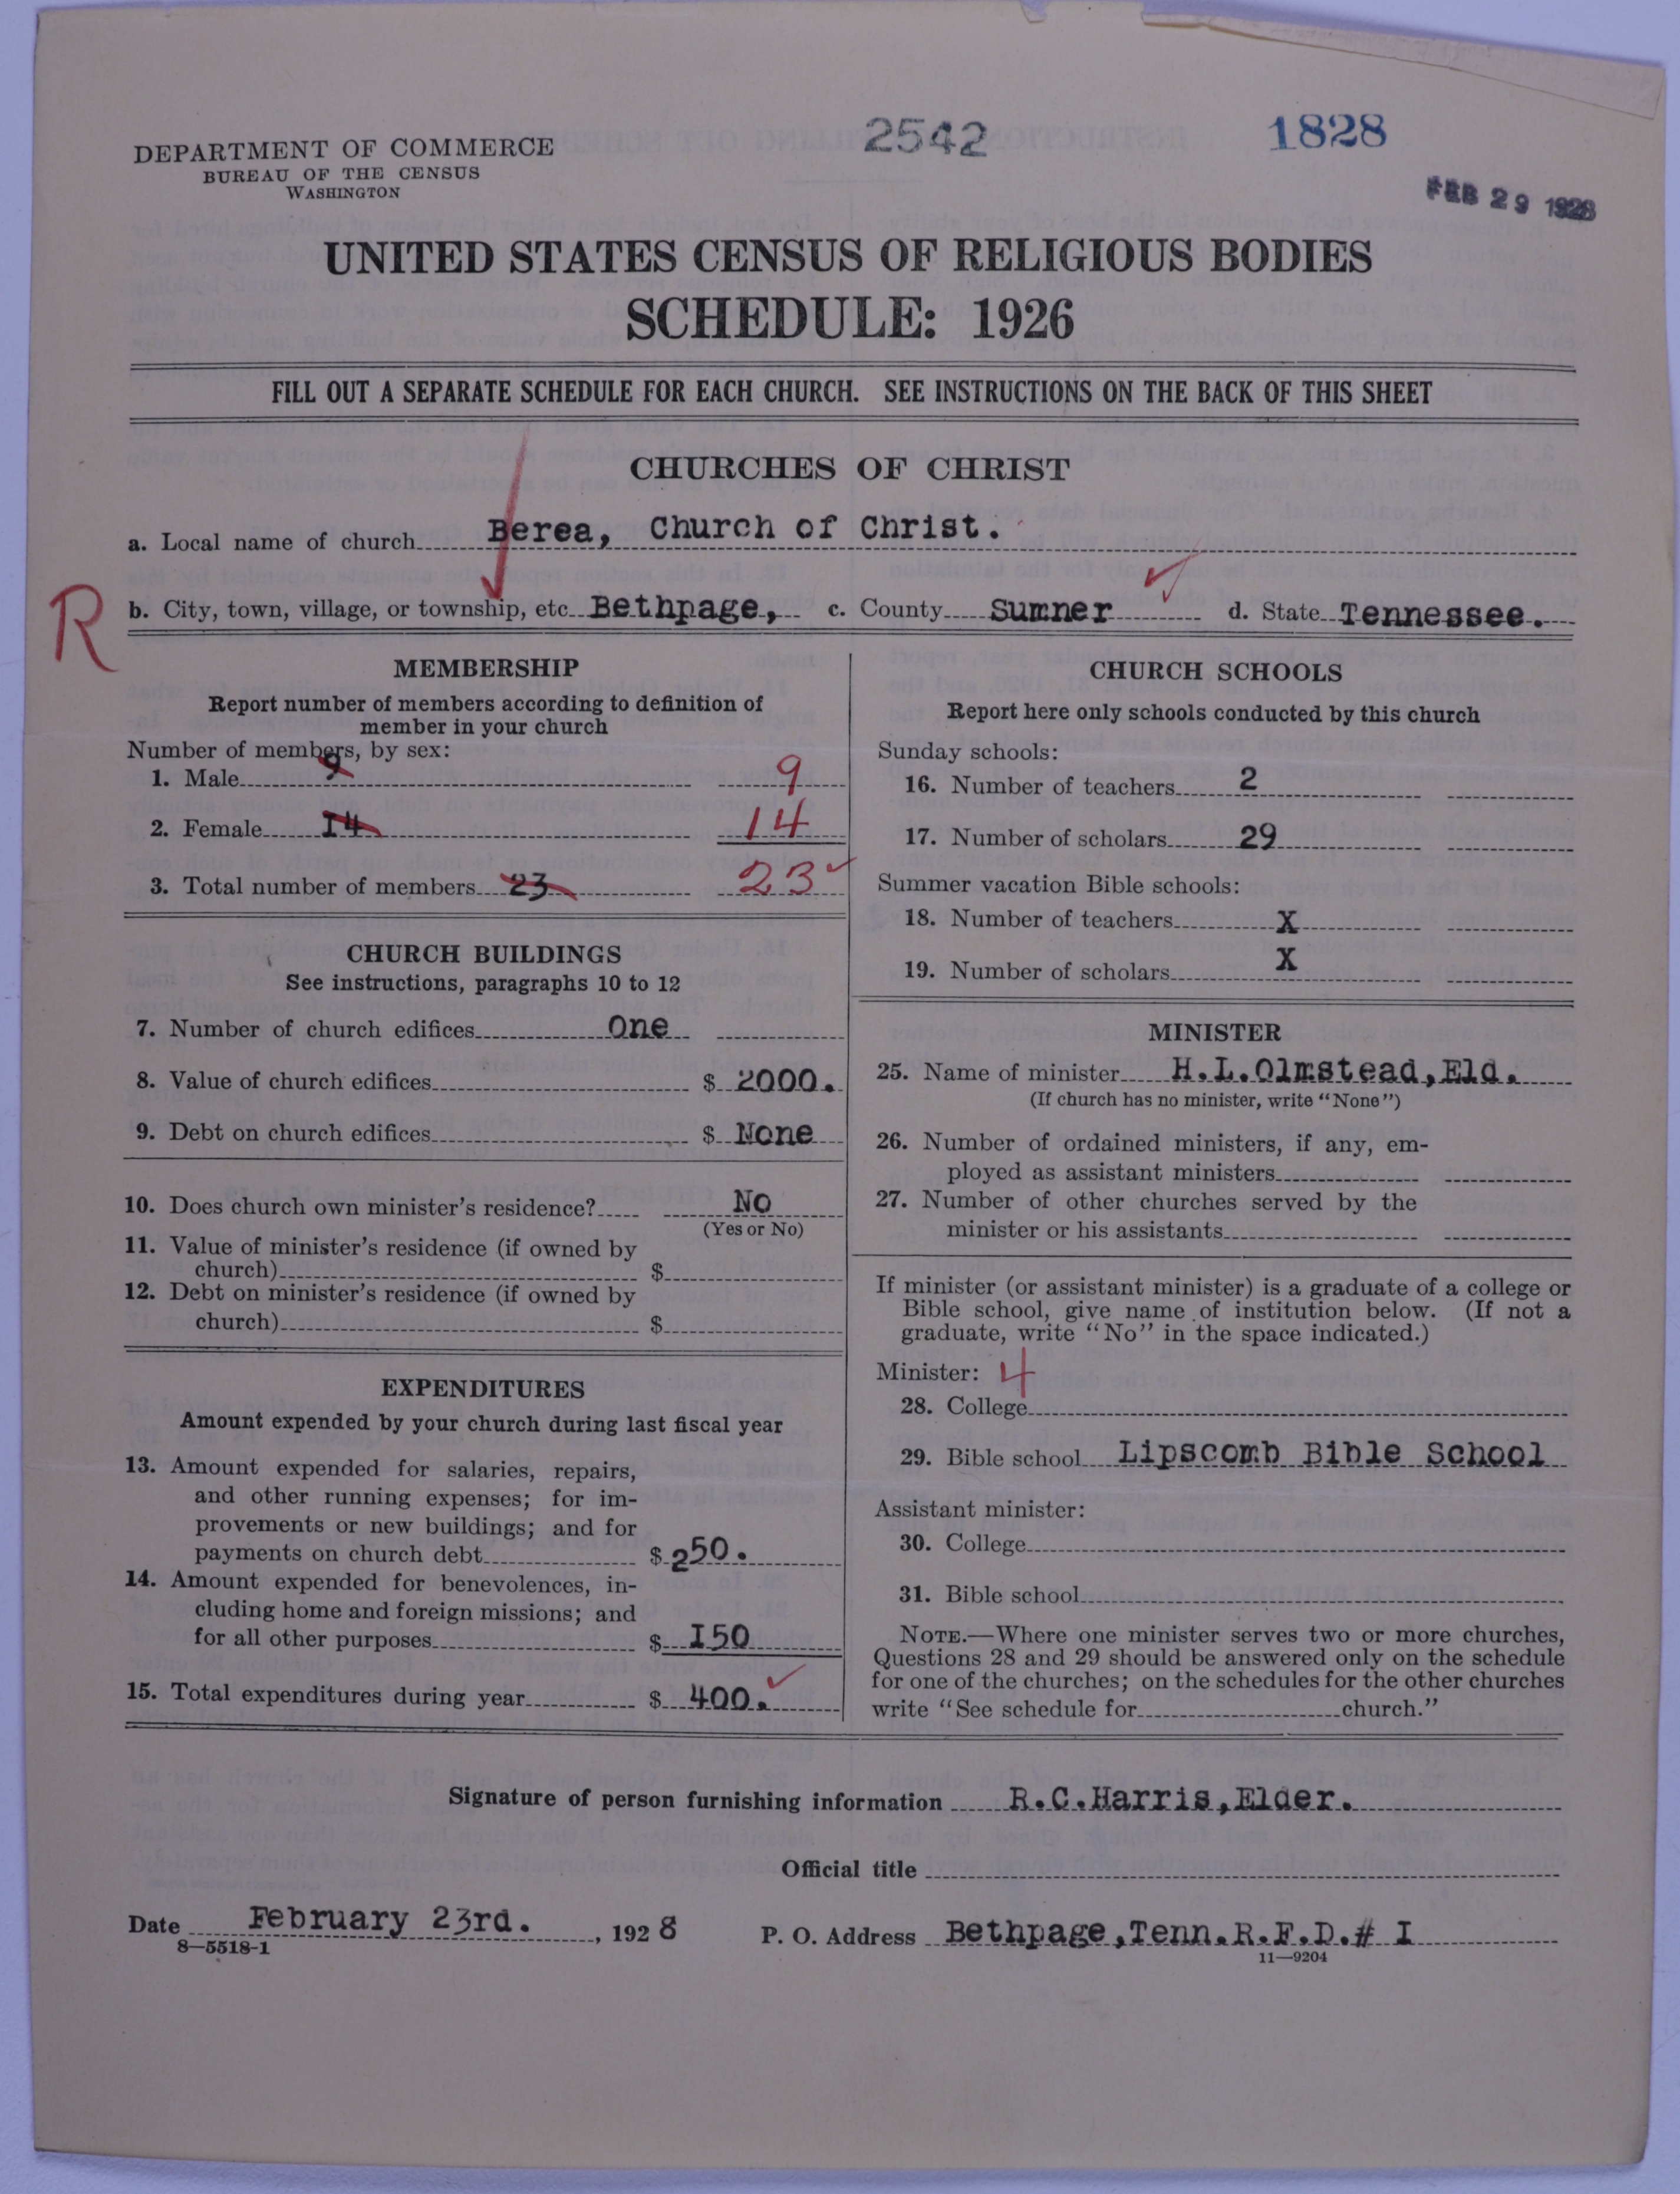 2542
1828
DEPARTMENT OF COMMERCE
BUREAU OF THE CENSUS
WASHINGTON
FEB 29 1928
UNITED STATES CENSUS OF RELIGIOUS BODIES
SCHEDULE: 1926
FILL OUT A SEPARATE SCHEDULE FOR EACH CHURCH. SEE INSTRUCTIONS ON THE BACK OF THIS SHEET
CHURCHES OF CHRIST
a. Local name of church Berea, Church of Christ.
R
b. City, town, village, or township, etc. Bethpage, c. County Sumner d. State Tennessee.
MEMBERSHIP
Report number of members according to definition of
member in your church
Number of members, by sex:
1. Male 9 9
2. Female I4 14
3. Total number of members 23 23
CHURCH BUILDINGS
See instructions, paragraphs 10 to 12
7. Number of church edifices One
8. Value of church edifices $ 2000.
9. Debt on church edifices $ None
10. Does church own minister's residence? No
(Yes or No)
11. Value of minister's residence (if owned by
church) $
12. Debt on minister's residence (if owned by
church) $
EXPENDITURES
Amount expended by your church during last fiscal year
13. Amount expended for salaries, repairs,
and other running expenses; for im-
provements or new buildings; and for
payments on church debt $ 250.
14. Amount expended for benevolences, in-
cluding home and foreign missions; and
for all other purposes $ I50
15. Total expenditures during year $ 400.
CHURCH SCHOOLS
Report here only schools conducted by this church
Sunday schools:
16. Number of teachers 2
17. Number of scholars 29
Summer vacation Bible schools:
18. Number of teachers X
19. Number of scholars X
MINISTER
25. Name of minister H.L.Olmstead,Eld.
(If church has no minister, write "None")
26. Number of ordained ministers, if any, em-
ployed as assistant ministers
27. Number of other churches served by the
minister or his assistants
If minister (or assistant minister) is a graduate of a college or
Bible school, give name of institution below. (If not a
graduate, write "No" in the space indicated.)
Minister: 4
28. College
29. Bible school Lipscomb Bible School
Assistant minister:
30. College
31. Bible school
NOTE.—Where one minister serves two or more churches,
Questions 28 and 29 should be answered only on the schedule
for one of the churches; on the schedules for the other churches
write "See schedule for church."
Signature of person furnishing information R.C.Harris,Elder.
Official title
Date February 23rd. , 1928 P. O. Address Bethpage,Tenn.R.F.D.# I
8—5518-1
11—9204